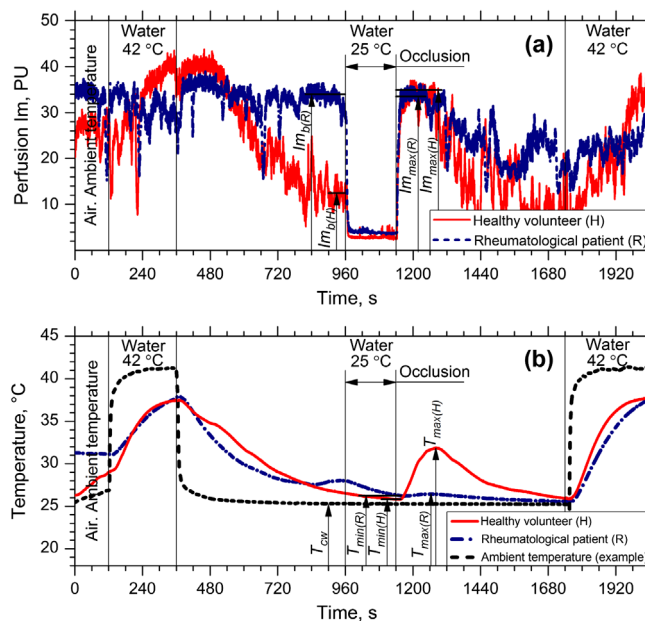 Water
42 °C
Water
25 °C
Occlusion
Water
42 °C
(a)
Perfusion Im, PU
50
40
30
20
10
Air. Ambient temperature
Im_b(R)
Im_b(H)
Im_max(R)
Im_max(H)
Healthy volunteer (H)
Rheumatological patient (R)
0 240 480 720 960 1200 1440 1680 1920
Time, s
Water
42 °C
Water
25 °C
Occlusion
Water
42 °C
(b)
Temperature, °C
45
40
35
30
25
20
Air. Ambient temperature
T_max(H)
T_cw
T_min(R)
T_min(H)
T_max(R)
Healthy volunteer (H)
Rheumatological patient (R)
Ambient temperature (example)
0 240 480 720 960 1200 1440 1680 1920
Time, s